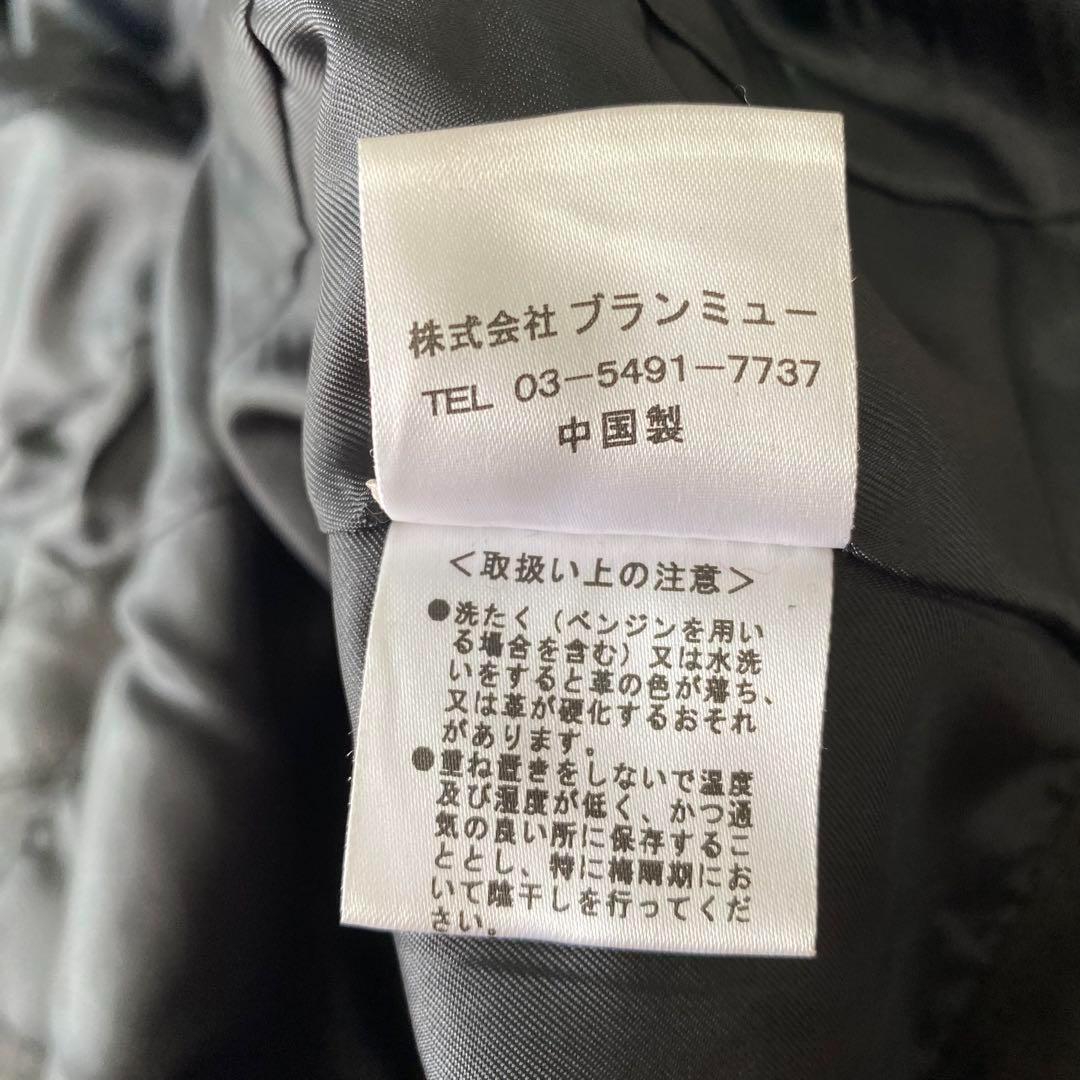 株式会社 ブランミュー
TEL 03-5491-7737
中国製
<取扱い上の注意>
●洗たく（ベンジンを用い
る場合を含む）又は水洗
いをすると革の色が落ち、
又は革が硬化するおそれ
があります。
●重ね置きをしないで温度
及び湿度が低く、かつ通
気の良い所に保存するこ
ととし、特に梅雨期にお
いて陰干しを行ってくだ
さい。